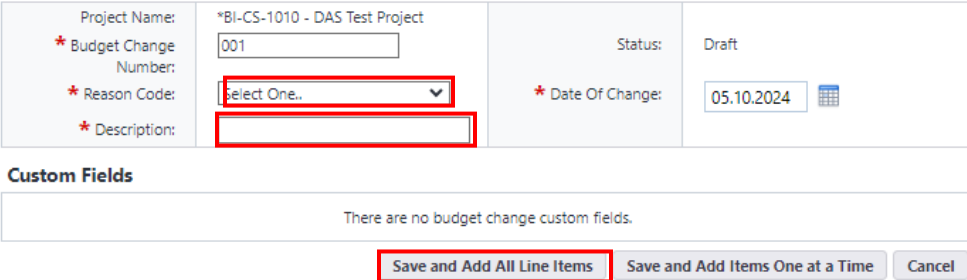 Project Name: *BI-CS-1010 - DAS Test Project
* Budget Change Number: 001 Status: Draft
* Reason Code: Select One.. * Date Of Change: 05.10.2024
* Description:
Custom Fields
There are no budget change custom fields.
Save and Add All Line Items Save and Add Items One at a Time Cancel